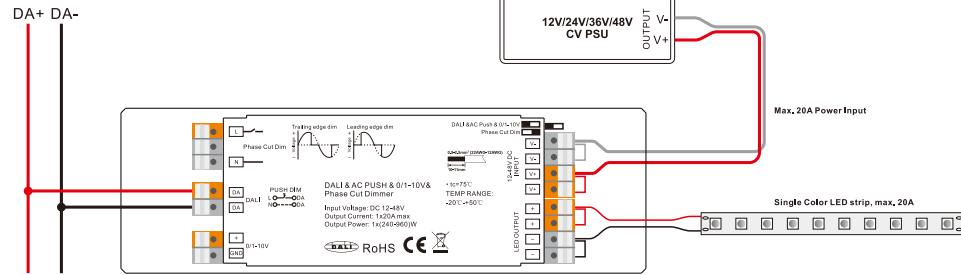 DA+ DA-
12V/24V/36V/48V
CV PSU
OUTPUT
V-
V+
Max. 20A Power Input
Single Color LED strip, max. 20A
L
N
Phase Cut Dim
Trailing edge dim
Voltage +
Leading edge dim
Voltage +
DALI &AC Push & 0/1-10V
Phase Cut Dim
V-
V-
V+
V+
12-48V DC
INPUT
DA
DA
DALI
PUSH DIM
L DA
N DA
DALI & AC PUSH & 0/1-10V&
Phase Cut Dimmer
Input Voltage: DC 12-48V
Output Current: 1x20A max
Output Power: 1x(240-960)W
• tc=75℃
TEMP RANGE:
-20℃-+50℃
+
+
−
−
LED OUTPUT
+
GND
0/1-10V
DALI
RoHS
CE